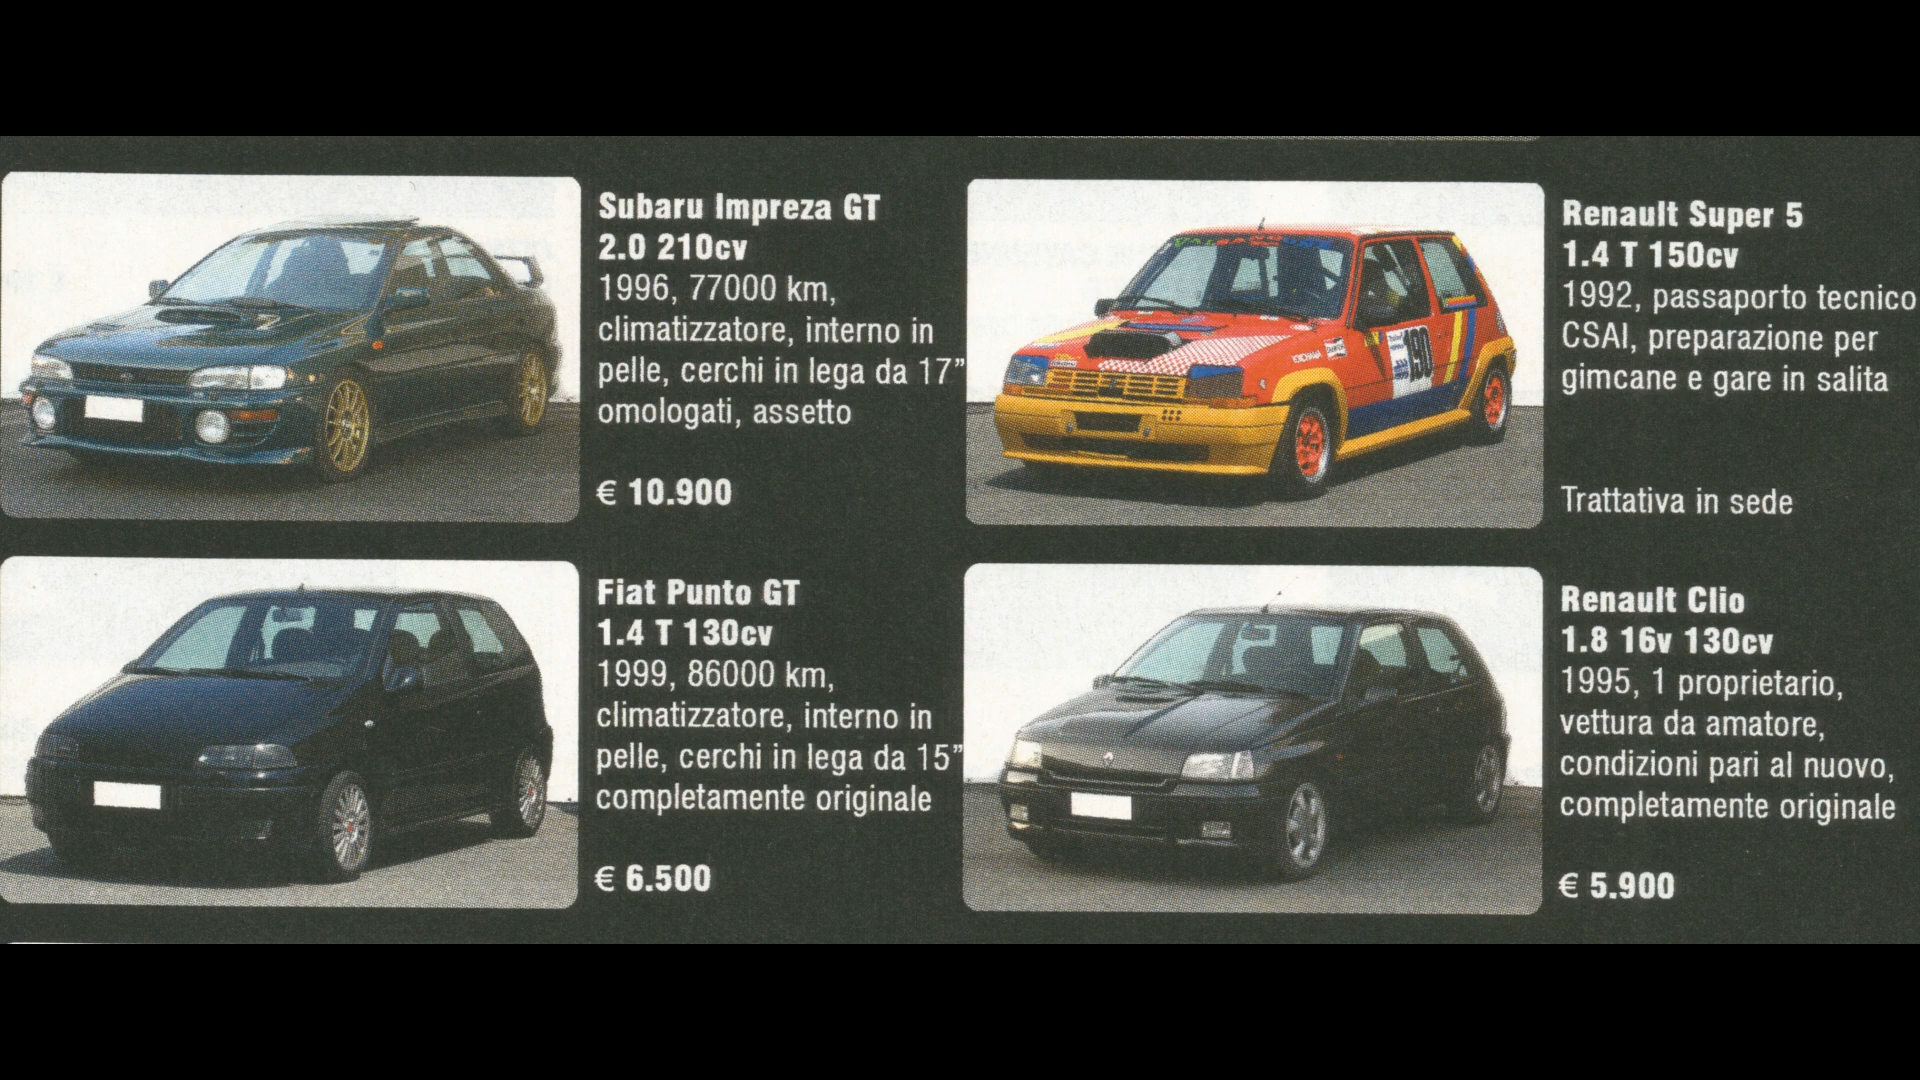 Subaru Impreza GT
2.0 210cv
1996, 77000 km,
climatizzatore, interno in
pelle, cerchi in lega da 17”
omologati, assetto
€ 10.900
Renault Super 5
1.4 T 150cv
1992, passaporto tecnico
CSAI, preparazione per
gimcane e gare in salita
Trattativa in sede
190
Fiat Punto GT
1.4 T 130cv
1999, 86000 km,
climatizzatore, interno in
pelle, cerchi in lega da 15”
completamente originale
€ 6.500
Renault Clio
1.8 16v 130cv
1995, 1 proprietario,
vettura da amatore,
condizioni pari al nuovo,
completamente originale
€ 5.900